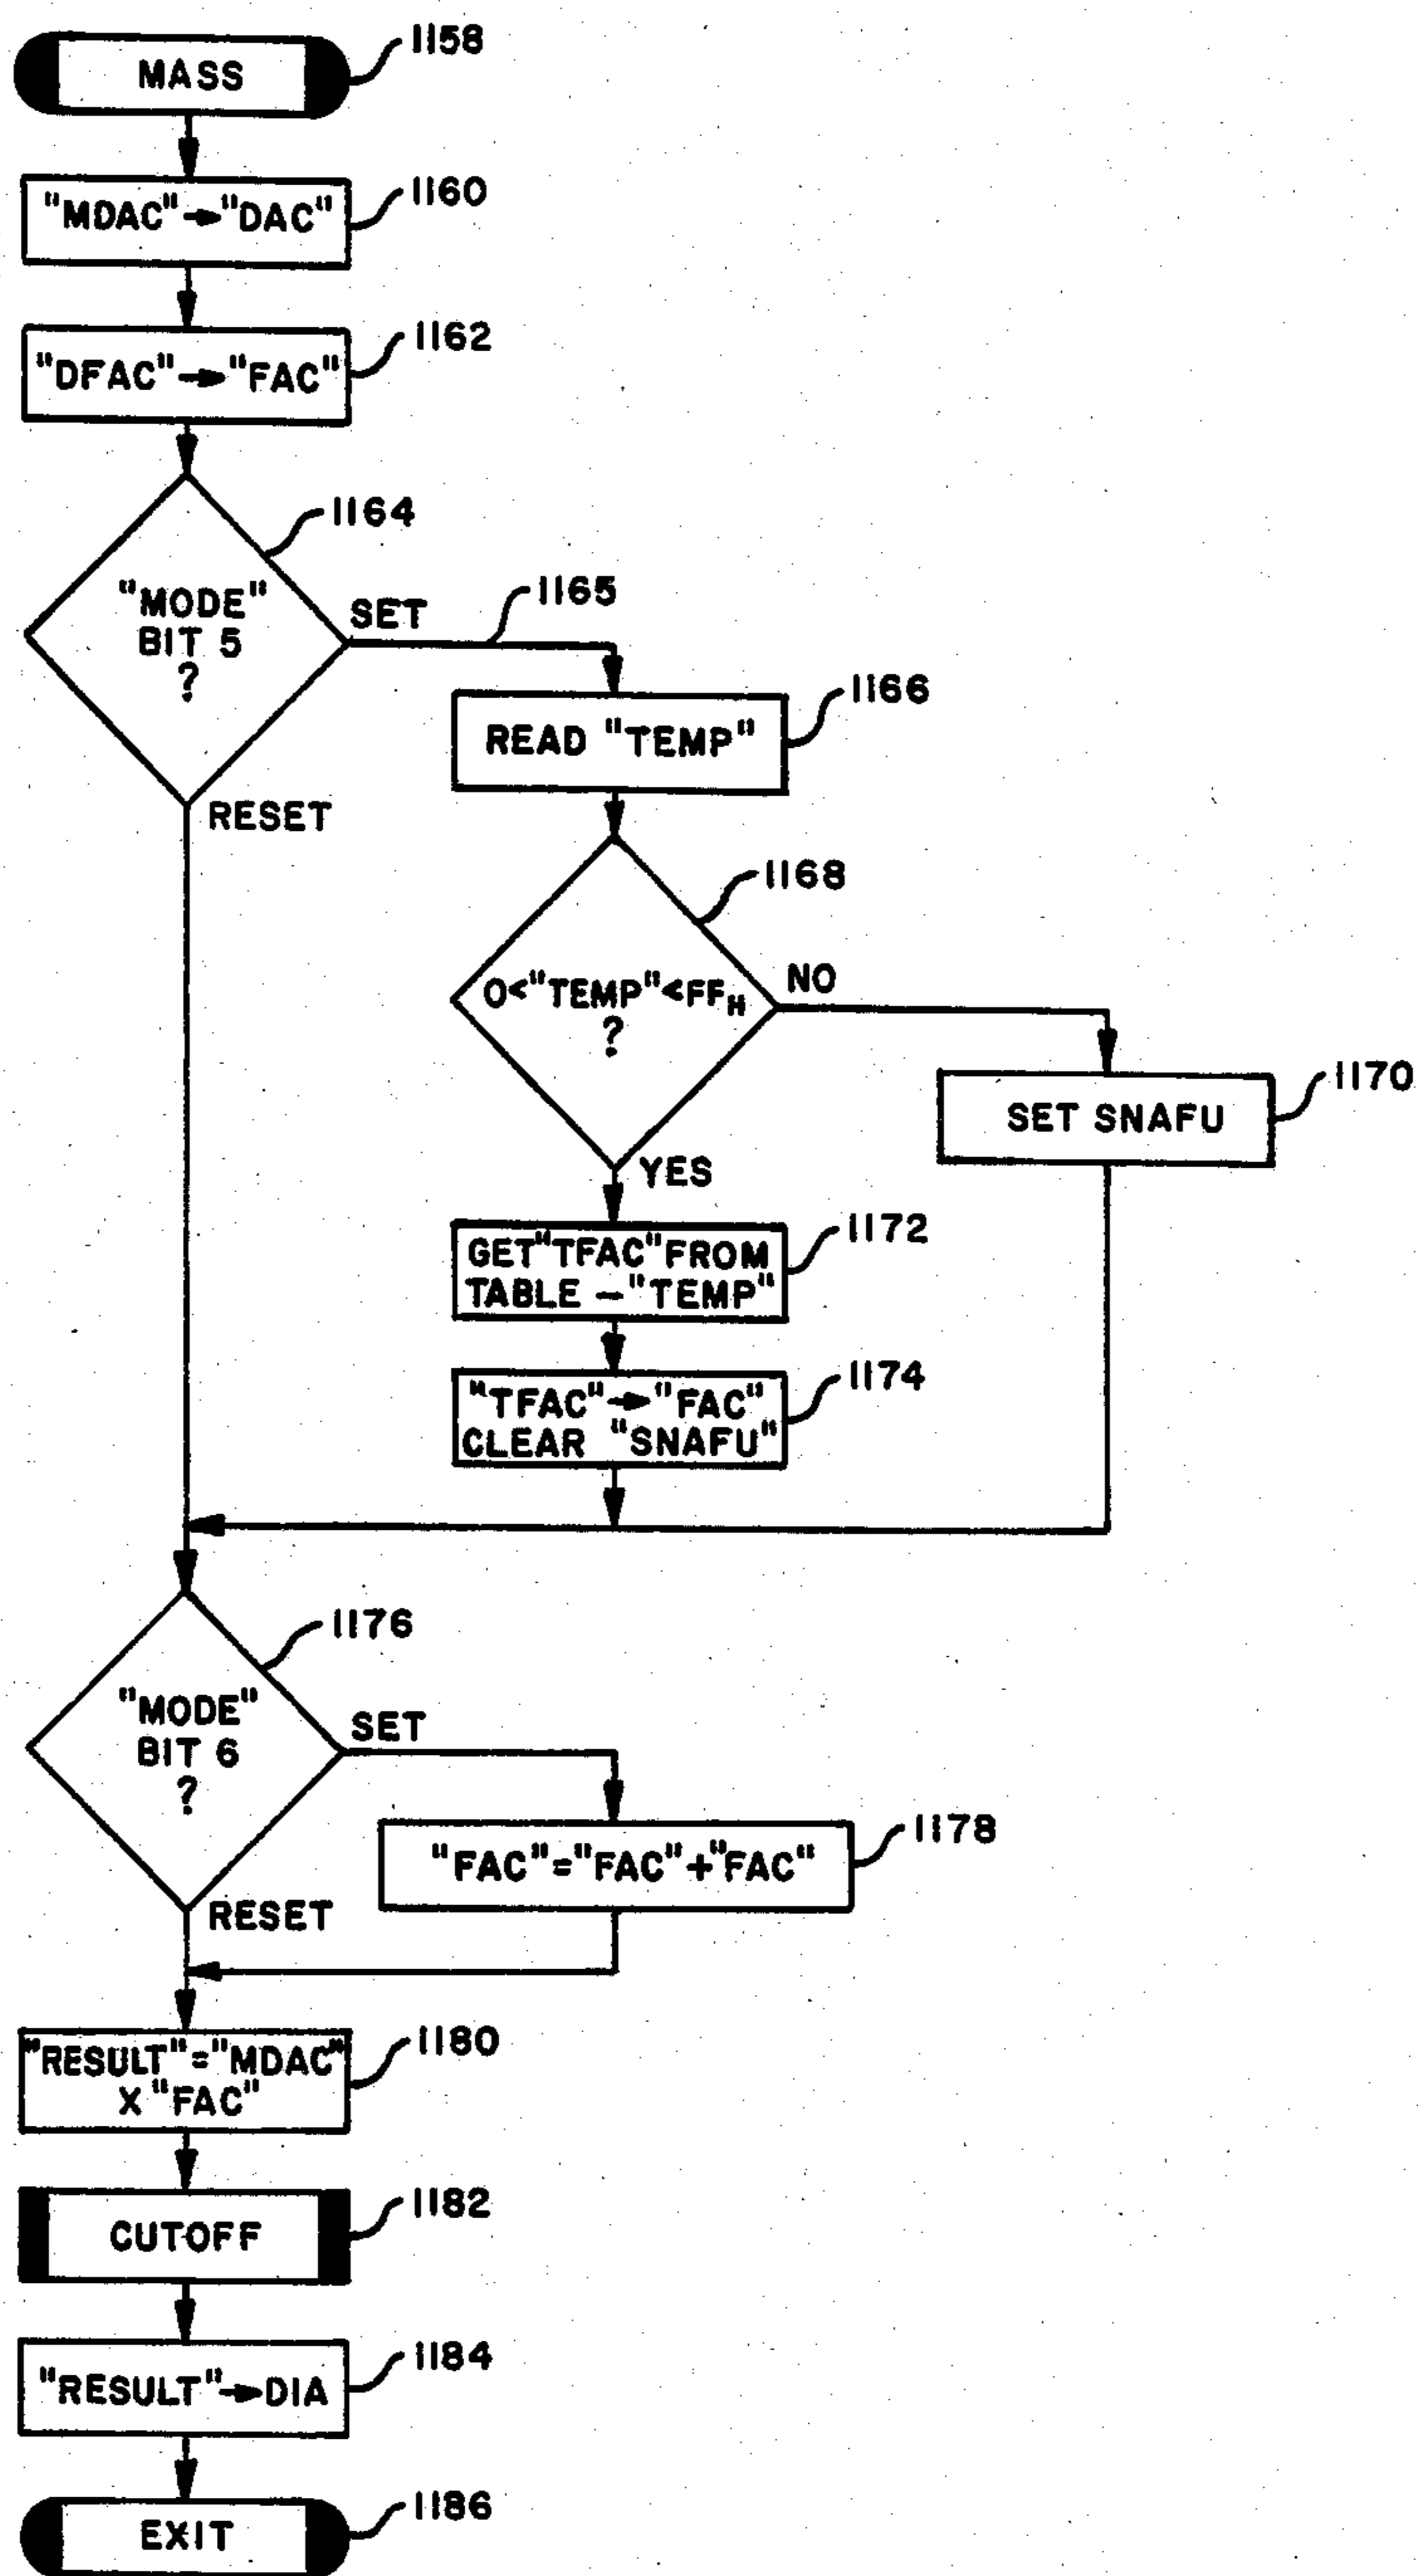 MASS
1158
"MDAC"→"DAC"
1160
"DFAC"→"FAC"
1162
1164
"MODE"
BIT 5
?
SET
1165
RESET
READ "TEMP"
1166
1168
0<"TEMP"<FFH
?
NO
SET SNAFU
1170
YES
GET"TFAC"FROM
TABLE -"TEMP"
1172
"TFAC"→"FAC"
CLEAR "SNAFU"
1174
1176
"MODE"
BIT 6
?
SET
"FAC"="FAC"+"FAC"
1178
RESET
"RESULT"="MDAC"
X "FAC"
1180
CUTOFF
1182
"RESULT"→DIA
1184
EXIT
1186